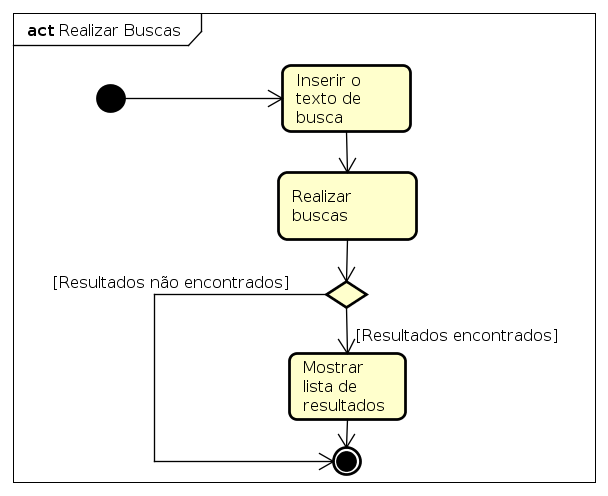 act Realizar Buscas
Inserir o
texto de
busca
Realizar
buscas
[Resultados não encontrados]
[Resultados encontrados]
Mostrar
lista de
resultados